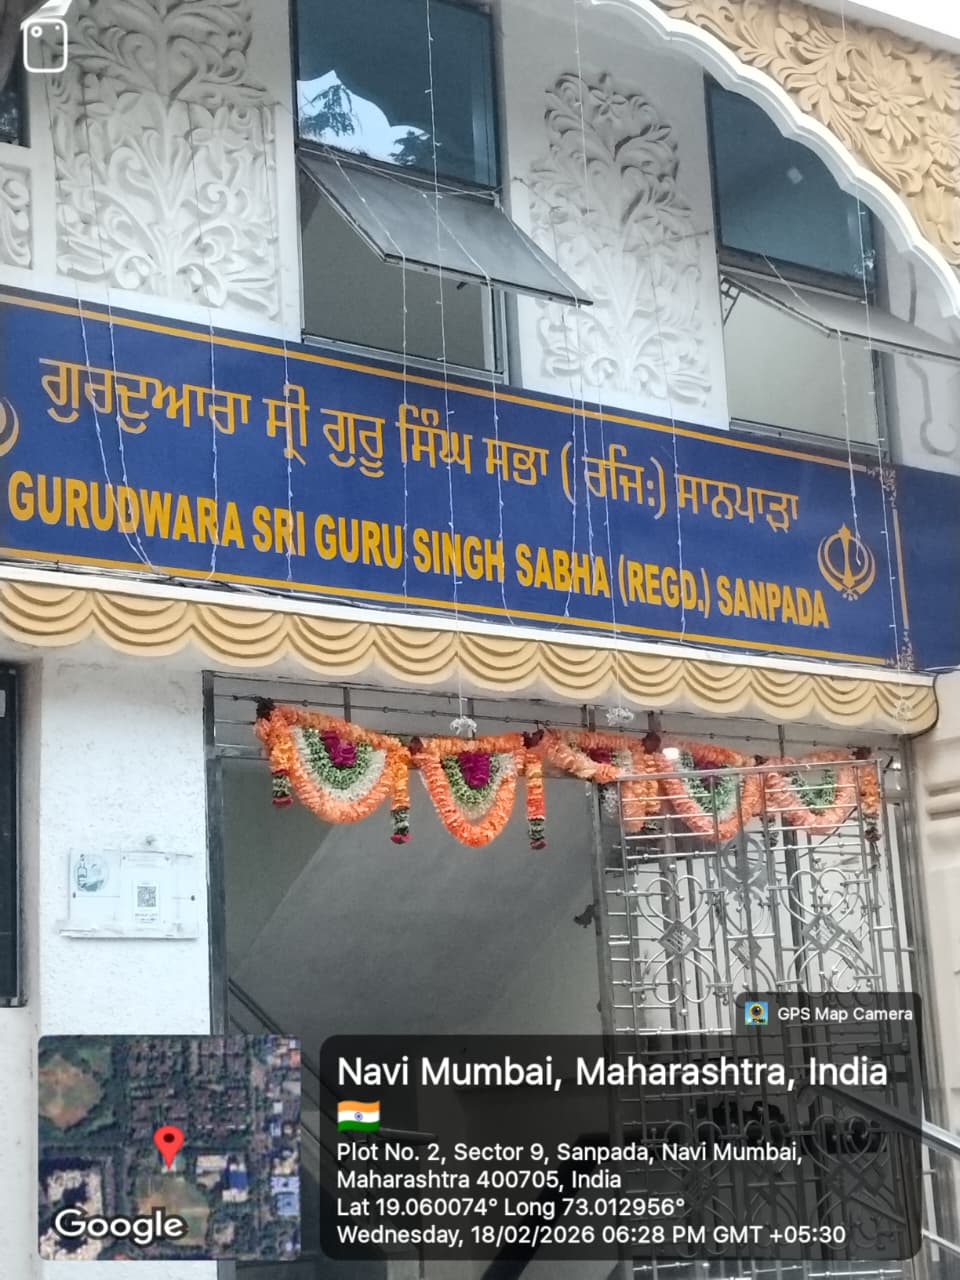 ਗੁਰਦੁਆਰਾ ਸ੍ਰੀ ਗੁਰੂ ਸਿੰਘ ਸਭਾ (ਰਜਿ:) ਸਾਨਪਾੜਾ
GURUDWARA SRI GURU SINGH SABHA (REGD.) SANPADA
GPS Map Camera
Navi Mumbai, Maharashtra, India
Plot No. 2, Sector 9, Sanpada, Navi Mumbai,
Maharashtra 400705, India
Lat 19.060074° Long 73.012956°
Wednesday, 18/02/2026 06:28 PM GMT +05:30
Google